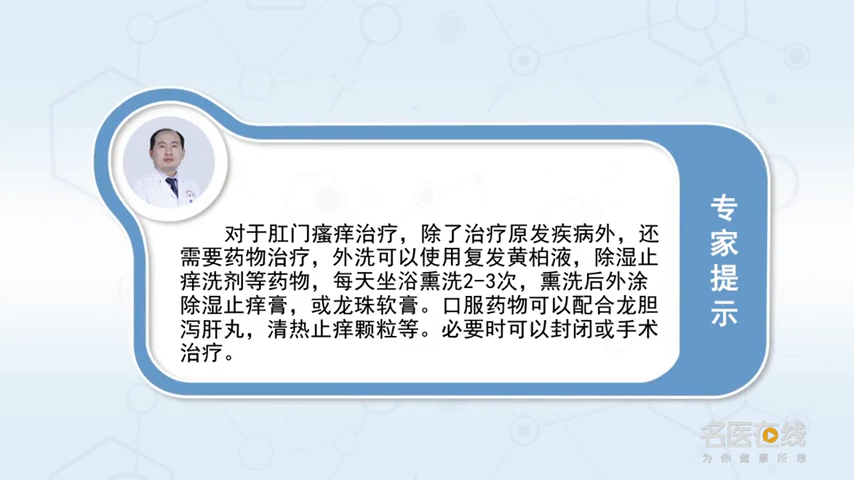 对于肛门瘙痒治疗，除了治疗原发疾病外，还
需要药物治疗，外洗可以使用复发黄柏液，除湿止
痒洗剂等药物，每天坐浴熏洗2-3次，熏洗后外涂
除湿止痒膏，或龙珠软膏。口服药物可以配合龙胆
泻肝丸，清热止痒颗粒等。必要时可以封闭或手术
治疗。
专家提示
名医在线
为你健康所想